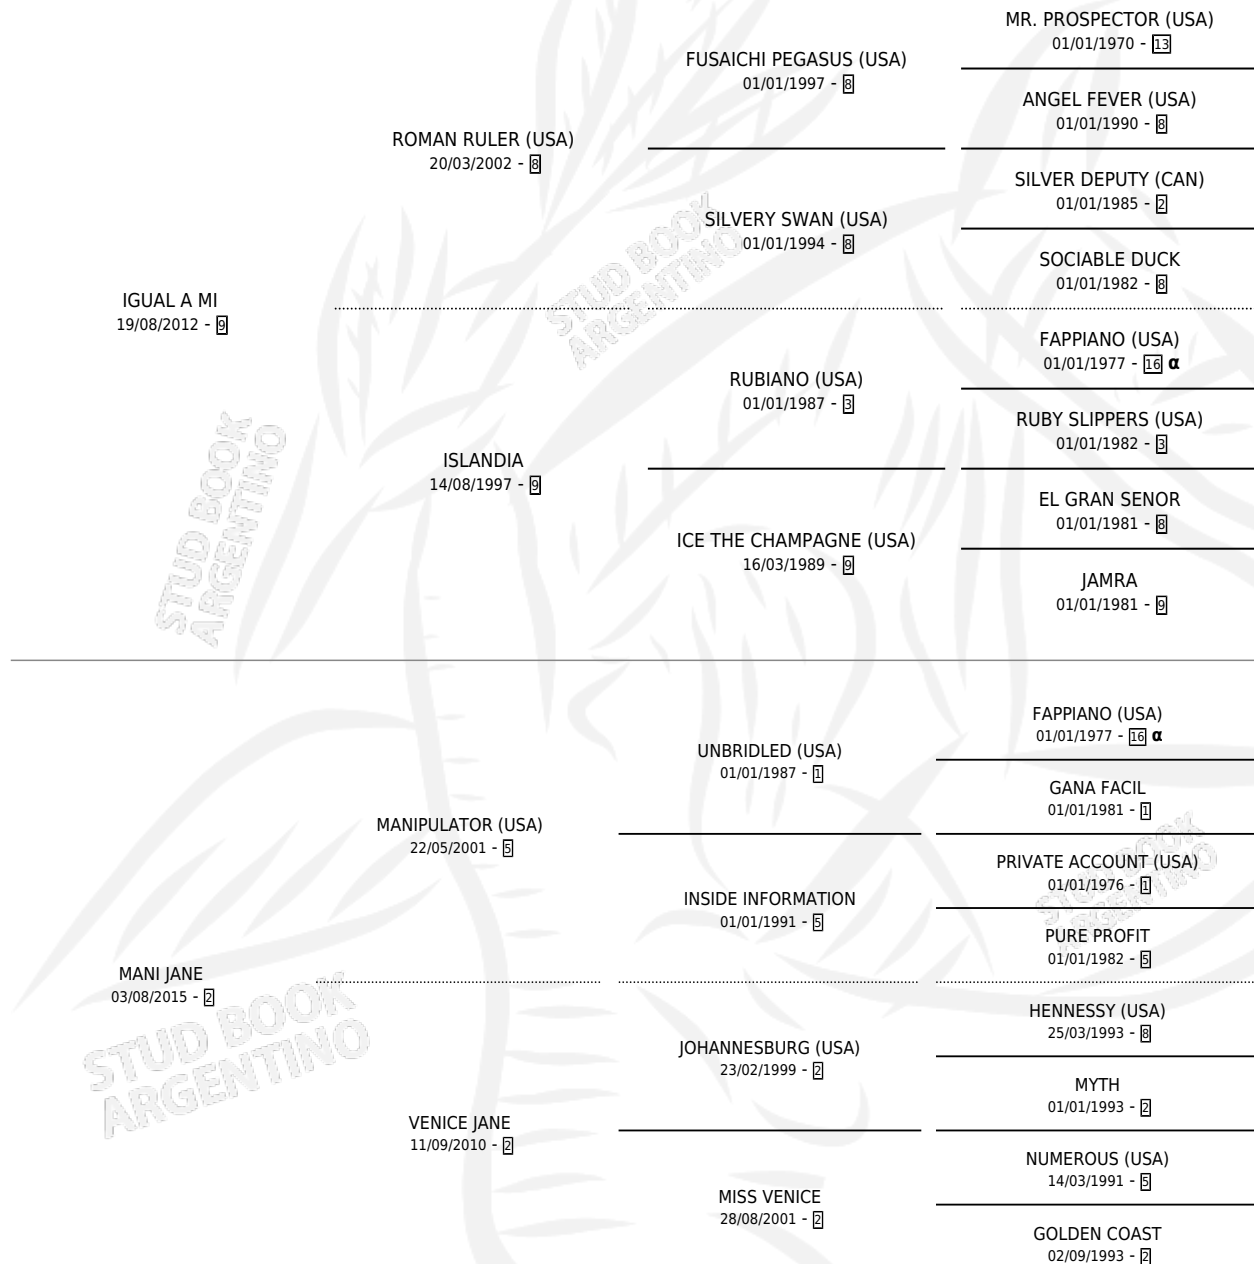 MR. PROSPECTOR (USA)
01/01/1970 - 13
FUSAICHI PEGASUS (USA)
01/01/1997 - 8
ANGEL FEVER (USA)
01/01/1990 - 8
ROMAN RULER (USA)
20/03/2002 - 8
SILVER DEPUTY (CAN)
01/01/1985 - 2
SILVERY SWAN (USA)
01/01/1994 - 8
SOCIABLE DUCK
01/01/1982 - 8
IGUAL A MI
19/08/2012 - 9
FAPPIANO (USA)
01/01/1977 - 16 α
RUBIANO (USA)
01/01/1987 - 3
RUBY SLIPPERS (USA)
01/01/1982 - 3
ISLANDIA
14/08/1997 - 9
EL GRAN SENOR
01/01/1981 - 8
ICE THE CHAMPAGNE (USA)
16/03/1989 - 9
JAMRA
01/01/1981 - 9
FAPPIANO (USA)
01/01/1977 - 16 α
UNBRIDLED (USA)
01/01/1987 - 1
GANA FACIL
01/01/1981 - 1
MANIPULATOR (USA)
22/05/2001 - 5
PRIVATE ACCOUNT (USA)
01/01/1976 - 1
INSIDE INFORMATION
01/01/1991 - 5
PURE PROFIT
01/01/1982 - 5
MANI JANE
03/08/2015 - 2
HENNESSY (USA)
25/03/1993 - 8
JOHANNESBURG (USA)
23/02/1999 - 2
MYTH
01/01/1993 - 2
VENICE JANE
11/09/2010 - 2
NUMEROUS (USA)
14/03/1991 - 5
MISS VENICE
28/08/2001 - 2
GOLDEN COAST
02/09/1993 - 2
STUD BOOK
ARGENTINO
STUD BOOK
ARGENTINO
STUD BOOK
ARGENTINO
STUD BOOK
ARGENTINO